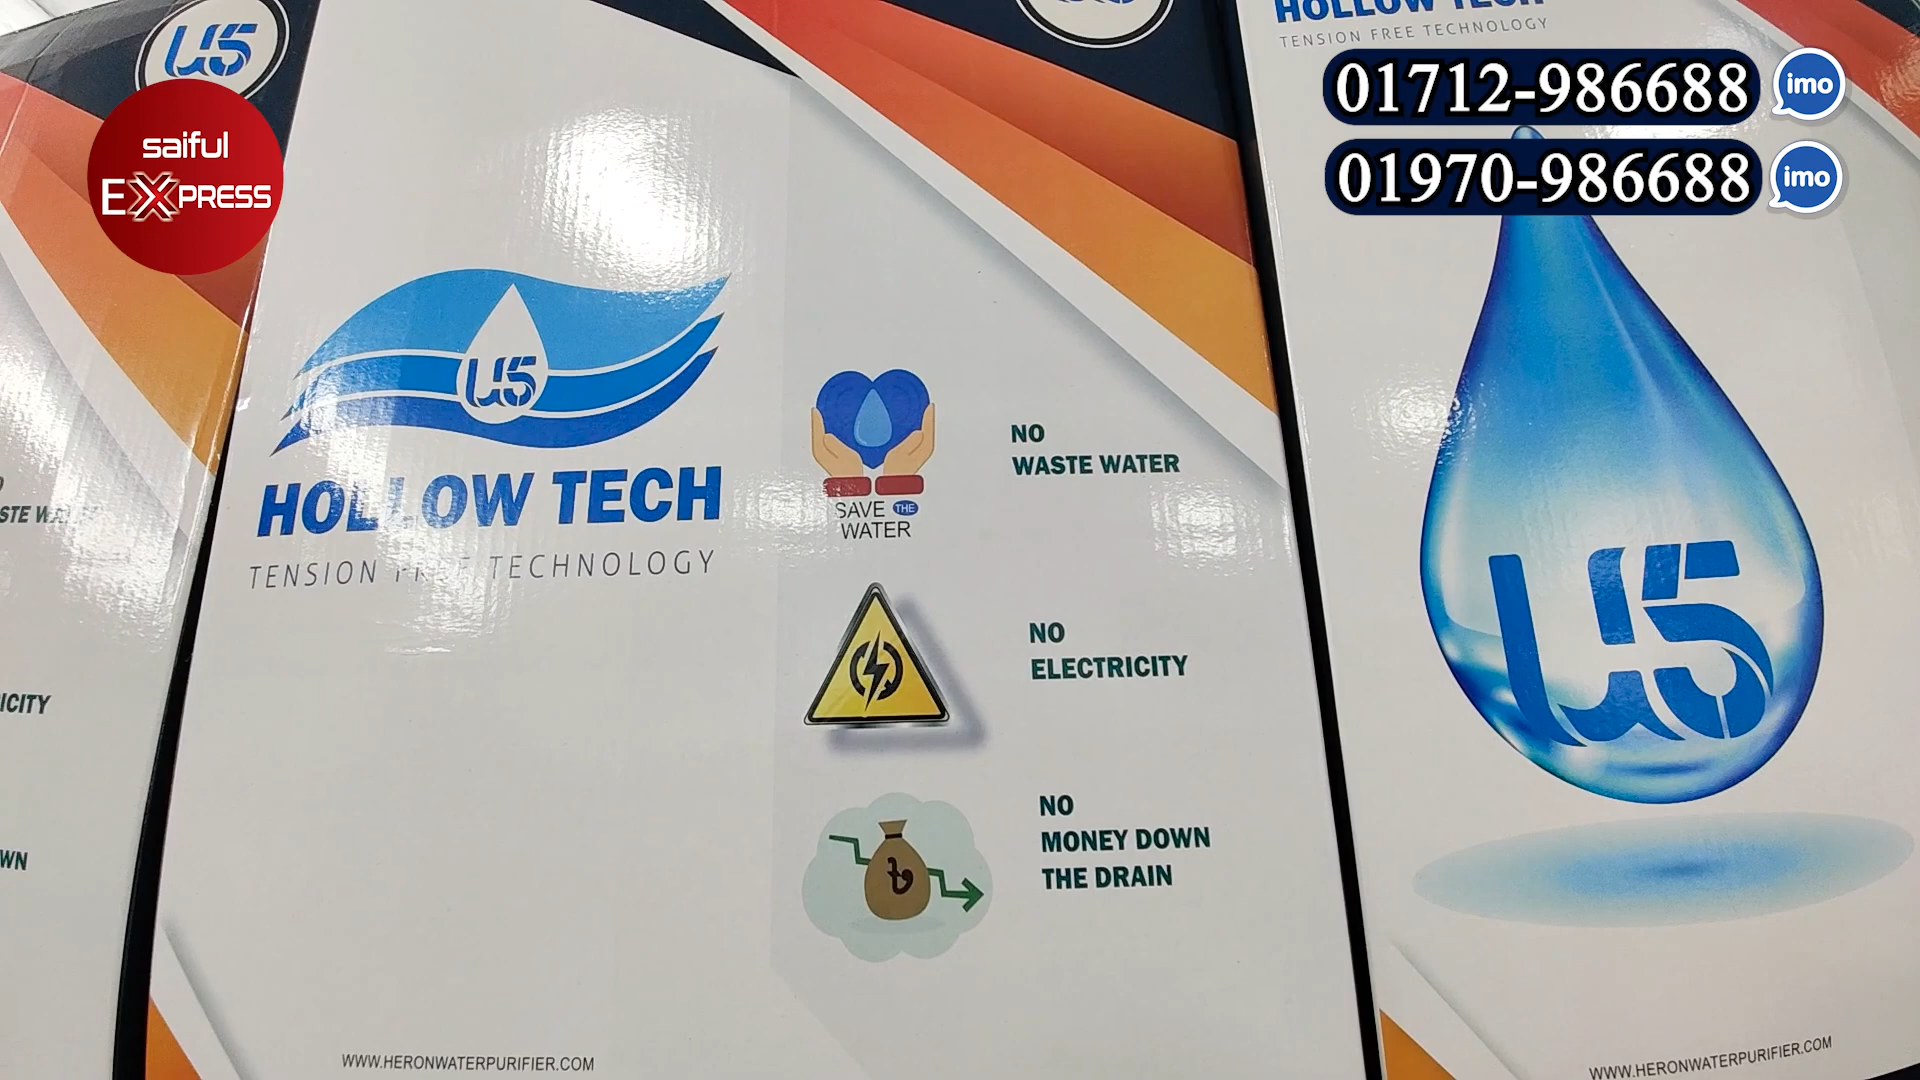 U5
saiful
EXPRESS
HOLLOW TECH
TENSION FREE TECHNOLOGY
01712-986688
imo
01970-986688
imo
U5
HOLLOW TECH
TENSION FREE TECHNOLOGY
SAVE THE
WATER
NO
WASTE WATER
NO
ELECTRICITY
NO
MONEY DOWN
THE DRAIN
৳
U5
WWW.HERONWATERPURIFIER.COM
WWW.HERONWATERPURIFIER.COM